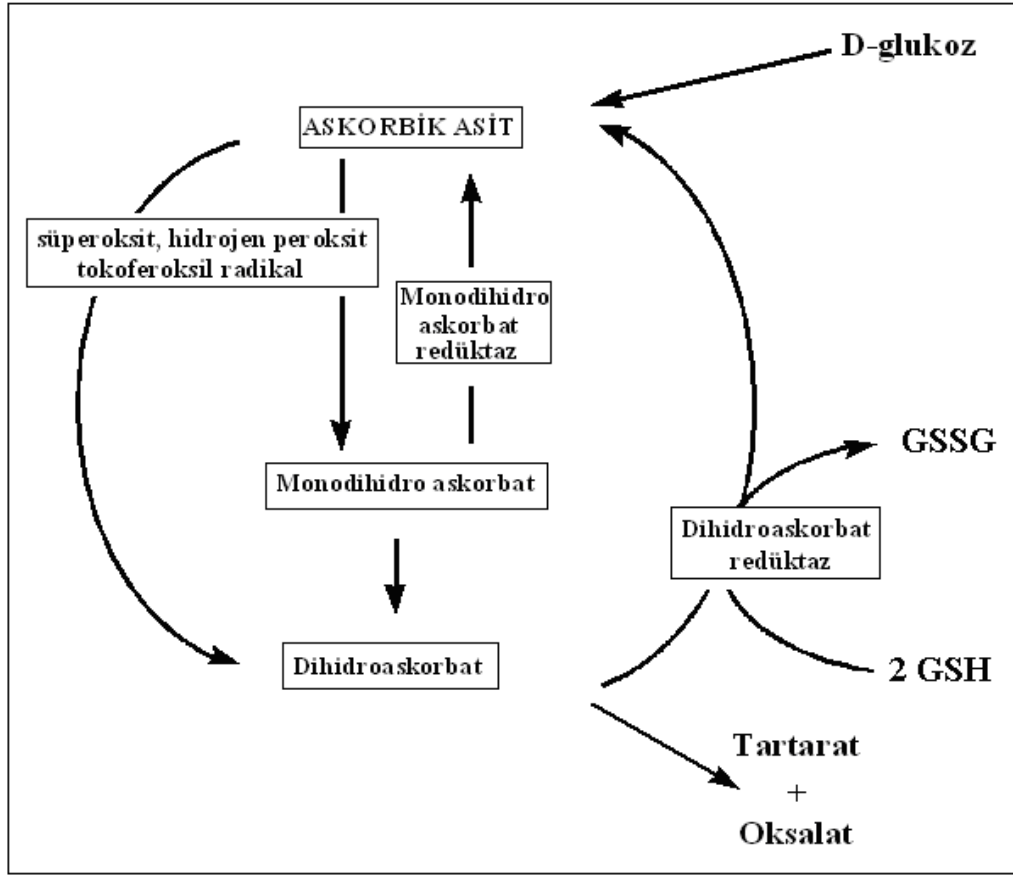 D-glukoz
ASKORBİK ASİT
süperoksit, hidrojen peroksit
tokoferoksil radikal
Monodihidro
askorbat
redüktaz
GSSG
Monodihidro askorbat
Dihidroaskorbat
redüktaz
Dihidroaskorbat
2 GSH
Tartarat
+
Oksalat